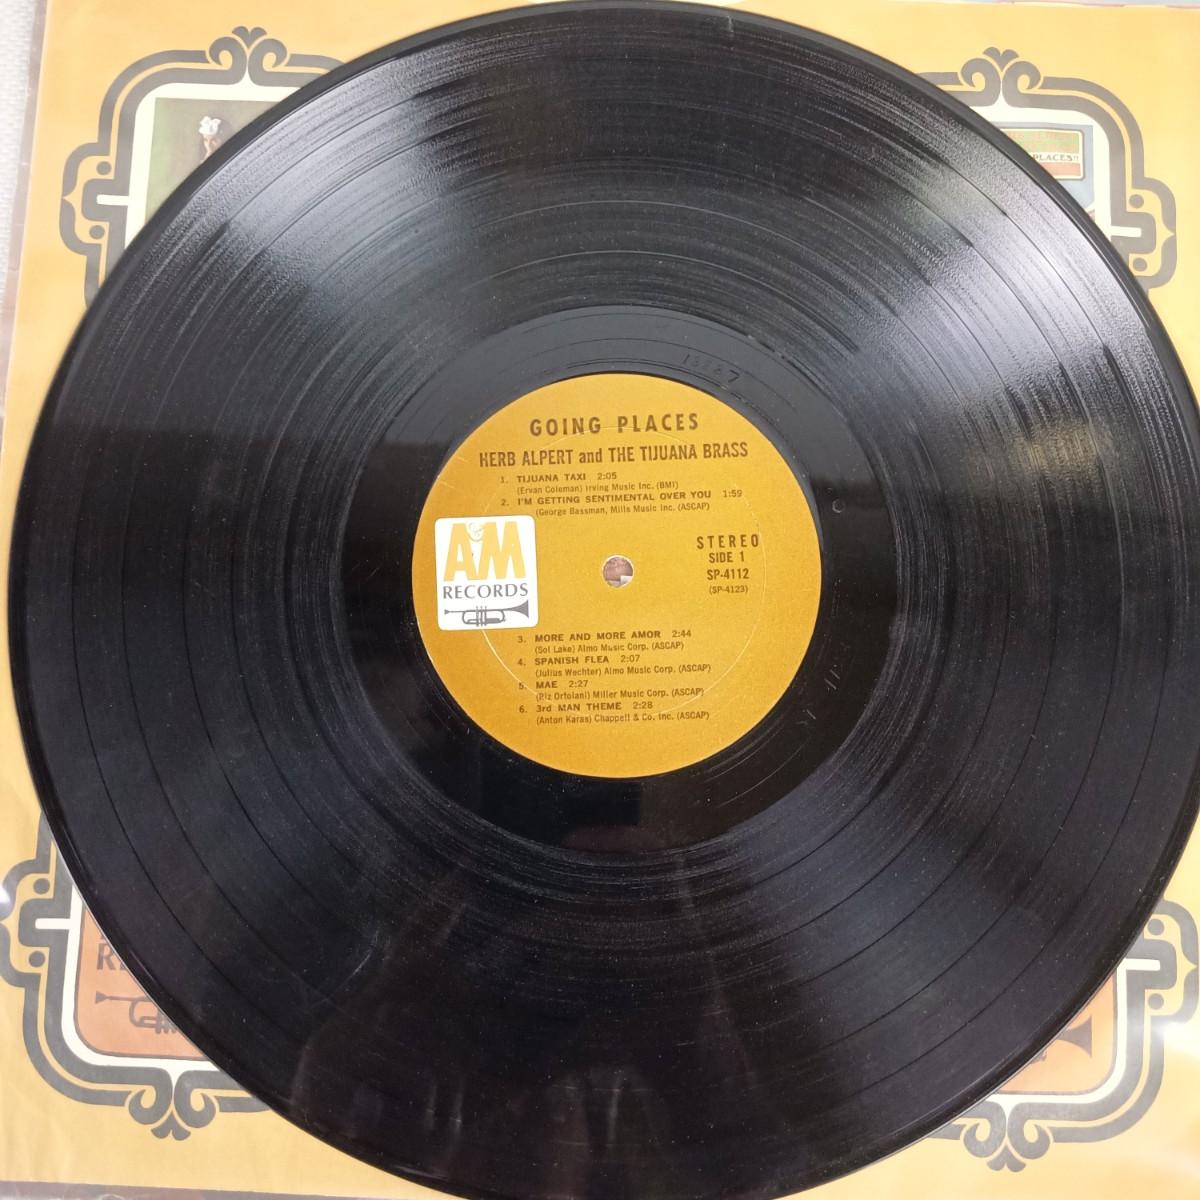 PLACES!!
13187
GOING PLACES
HERB ALPERT and THE TIJUANA BRASS
1. TIJUANA TAXI 2:05
(Ervan Coleman) Irving Music Inc. (BMI)
2. I'M GETTING SENTIMENTAL OVER YOU 1:59
(George Bassman, Mills Music Inc. (ASCAP)
A&M
RECORDS
STEREO
SIDE 1
SP-4112
(SP-4123)
3. MORE AND MORE AMOR 2:44
(Sol Lake) Almo Music Corp. (ASCAP)
4. SPANISH FLEA 2:07
(Julius Wechter) Almo Music Corp. (ASCAP)
5. MAE 2:27
(Riz Ortolani) Miller Music Corp. (ASCAP)
6. 3rd MAN THEME 2:28
(Anton Karas) Chappell & Co. Inc. (ASCAP)